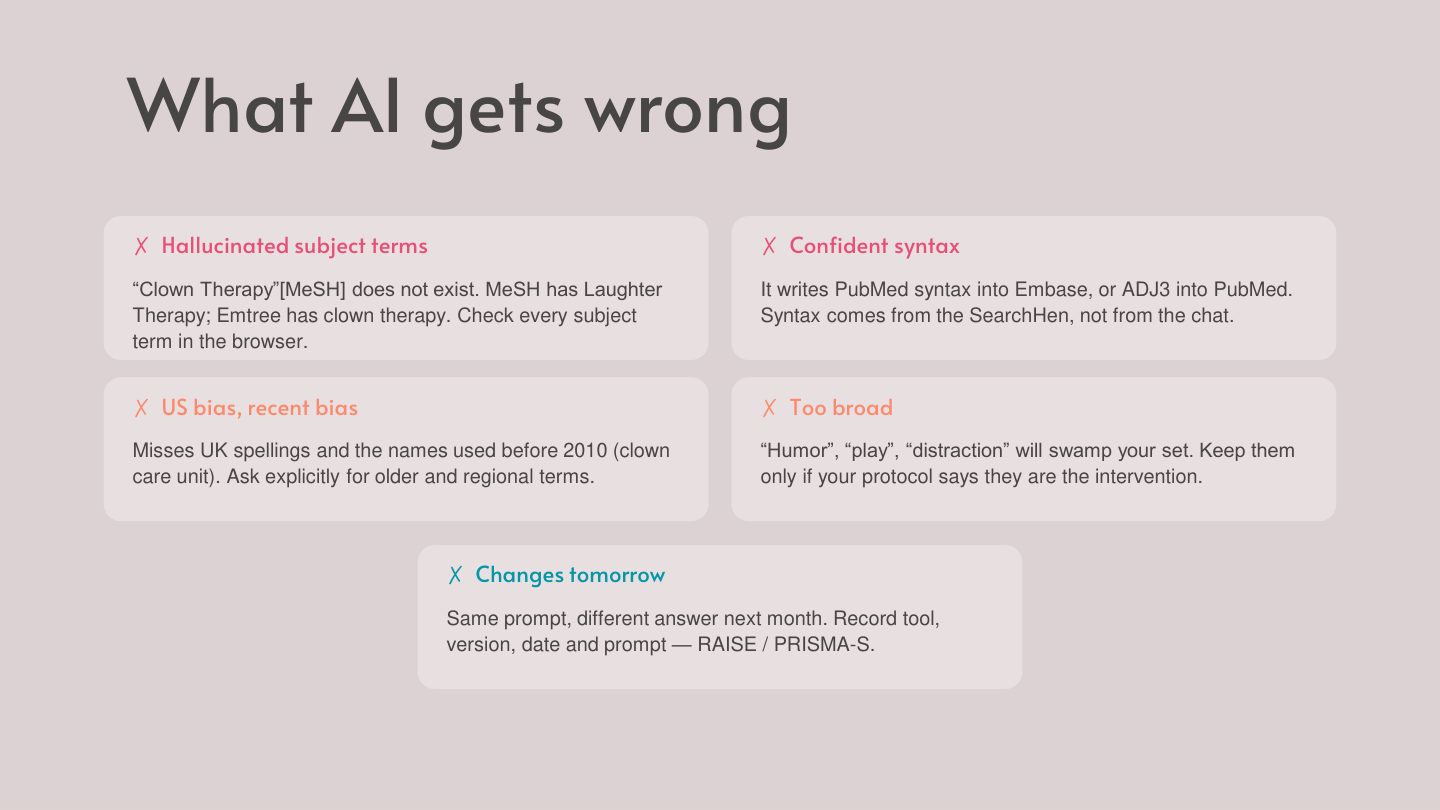 What AI gets wrong
✗ Hallucinated subject terms
“Clown Therapy”[MeSH] does not exist. MeSH has Laughter
Therapy; Emtree has clown therapy. Check every subject
term in the browser.
✗ Confident syntax
It writes PubMed syntax into Embase, or ADJ3 into PubMed.
Syntax comes from the SearchHen, not from the chat.
✗ US bias, recent bias
Misses UK spellings and the names used before 2010 (clown
care unit). Ask explicitly for older and regional terms.
✗ Too broad
“Humor”, “play”, “distraction” will swamp your set. Keep them
only if your protocol says they are the intervention.
✗ Changes tomorrow
Same prompt, different answer next month. Record tool,
version, date and prompt — RAISE / PRISMA-S.